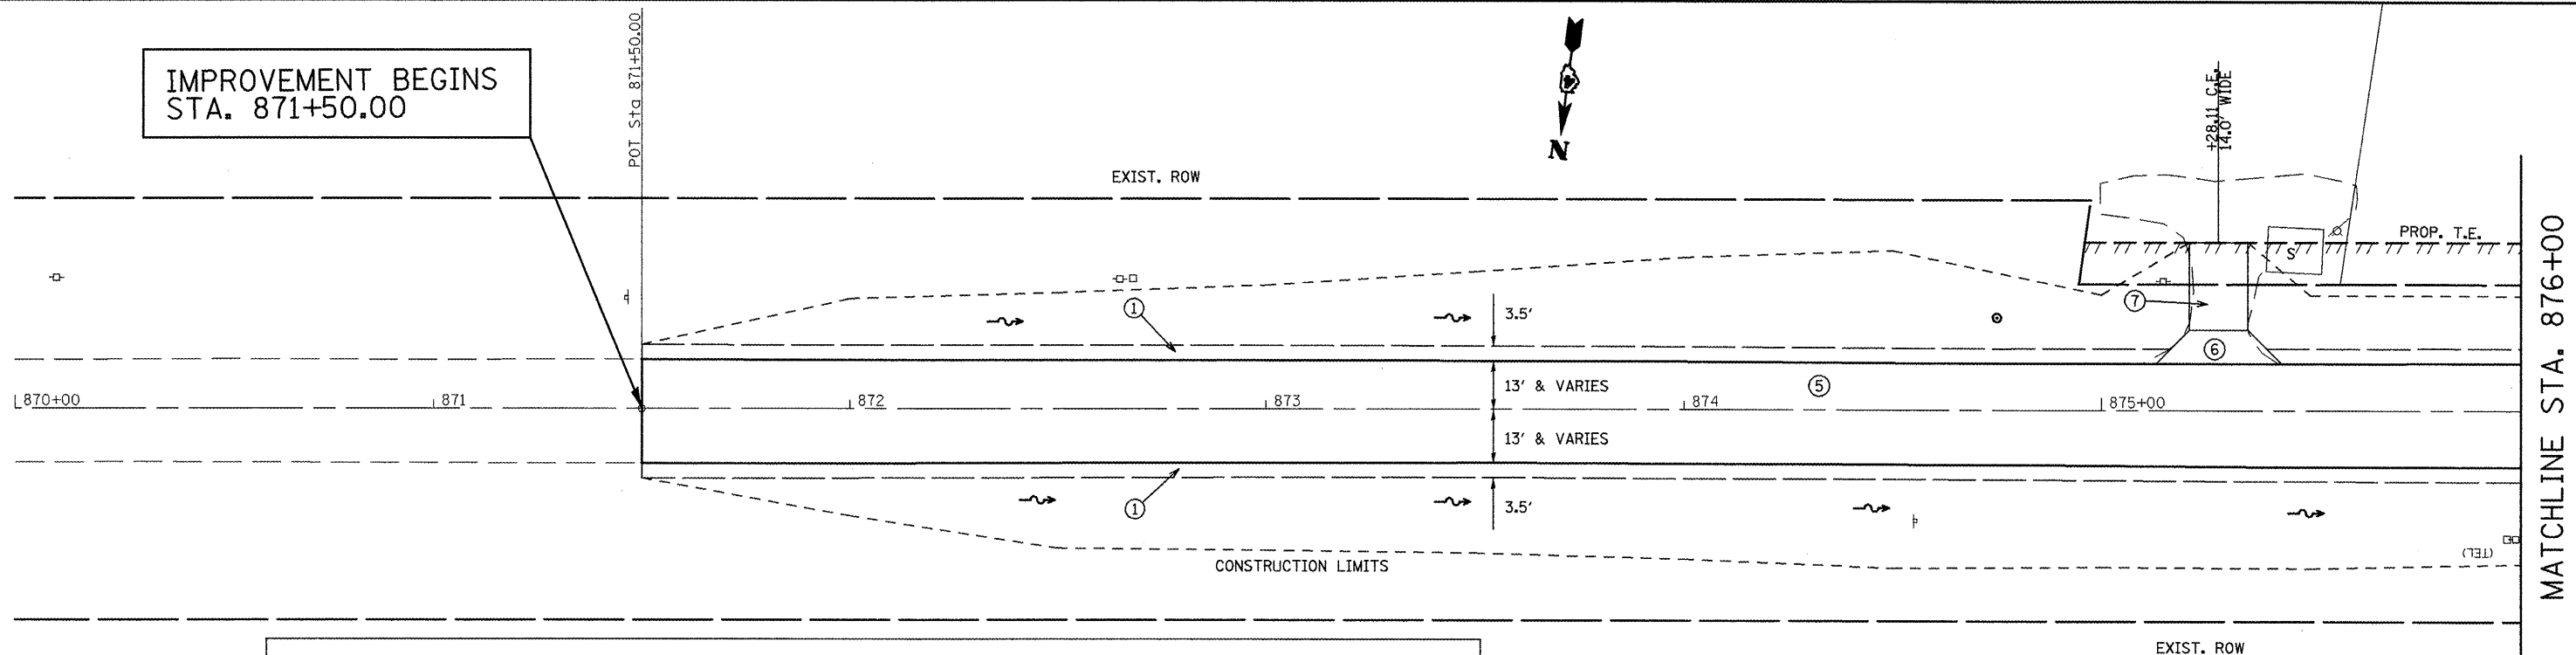 IMPROVEMENT BEGINS
STA. 871+50.00
POT Sta 871+50.00
N
EXIST. ROW
+28.11 C.E.
14.0' WIDE
PROP. T.E.
S
7
1
3.5'
6
13' & VARIES
5
870+00
871
872
873
874
875+00
13' & VARIES
1
3.5'
(TEL)
CONSTRUCTION LIMITS
EXIST. ROW
MATCHLINE STA. 876+00